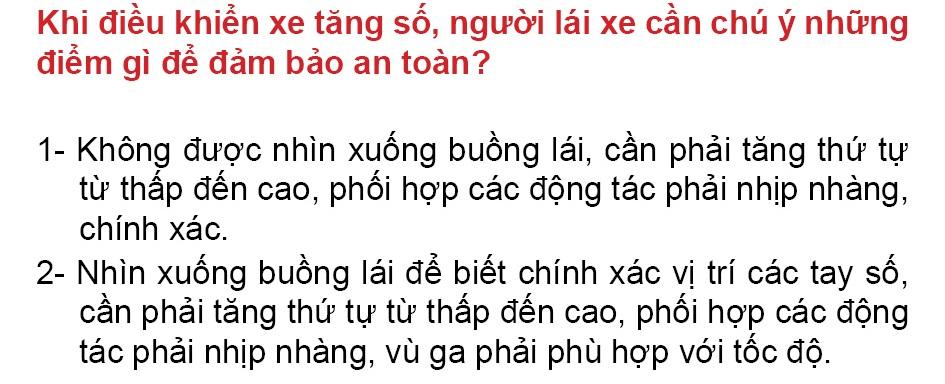 Khi điều khiển xe tăng số, người lái xe cần chú ý những
điểm gì để đảm bảo an toàn?
1- Không được nhìn xuống buồng lái, cần phải tăng thứ tự
từ thấp đến cao, phối hợp các động tác phải nhịp nhàng,
chính xác.
2- Nhìn xuống buồng lái để biết chính xác vị trí các tay số,
cần phải tăng thứ tự từ thấp đến cao, phối hợp các động
tác phải nhịp nhàng, vù ga phải phù hợp với tốc độ.